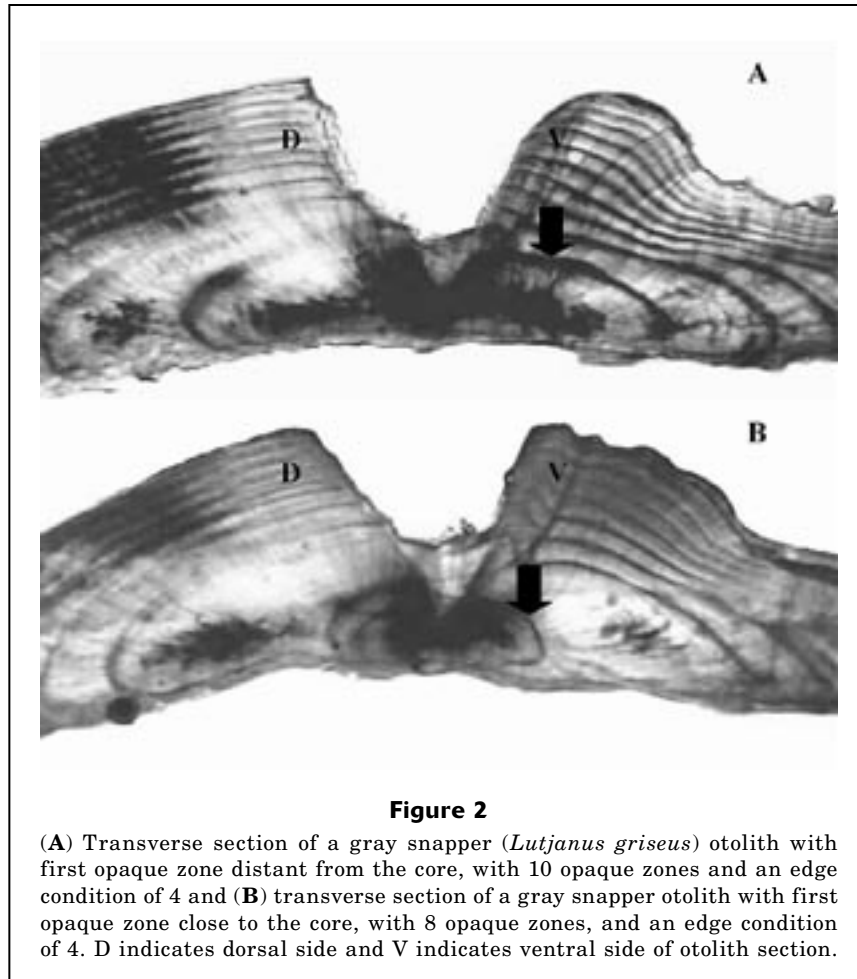 A
D
V
B
D
V
Figure 2
(A) Transverse section of a gray snapper (Lutjanus griseus) otolith with
first opaque zone distant from the core, with 10 opaque zones and an edge
condition of 4 and (B) transverse section of a gray snapper otolith with first
opaque zone close to the core, with 8 opaque zones, and an edge condition
of 4. D indicates dorsal side and V indicates ventral side of otolith section.